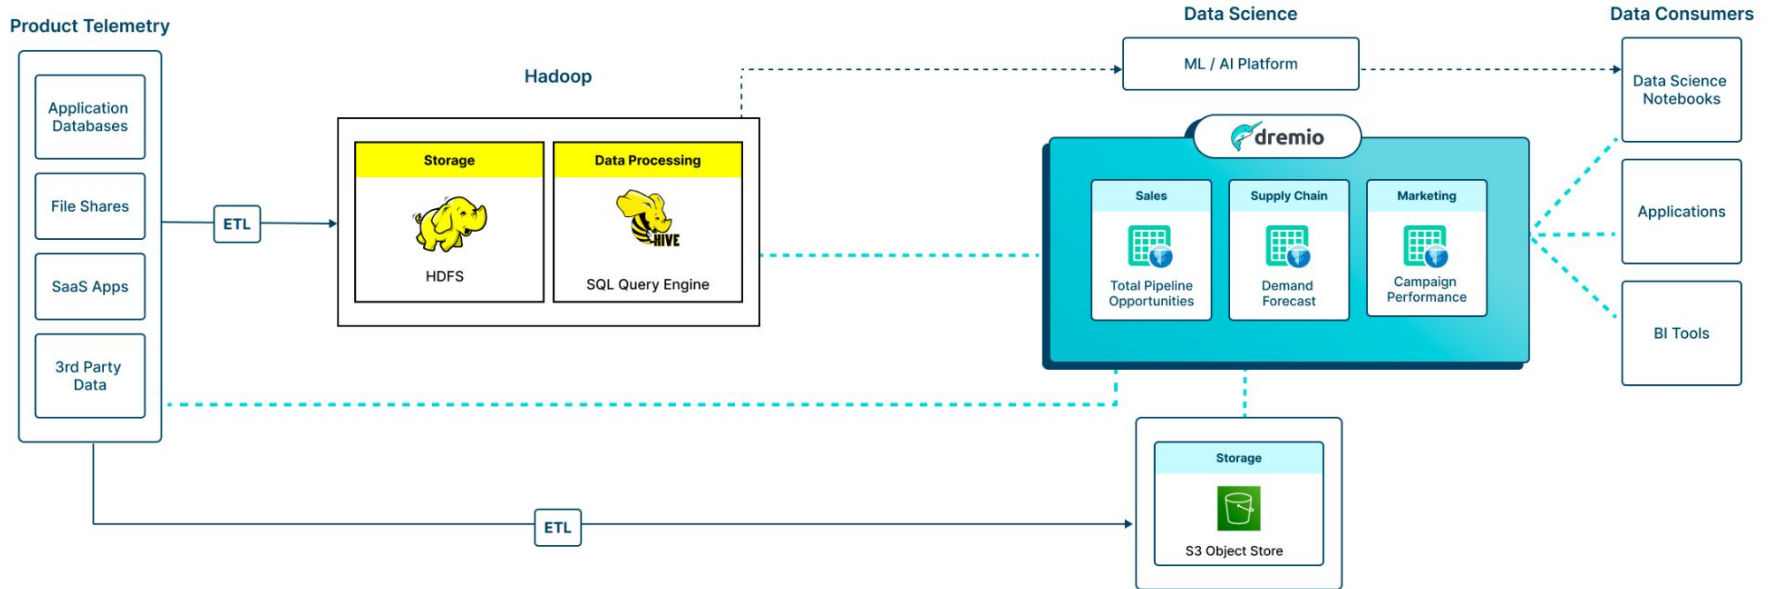 Product Telemetry
Application
Databases
File Shares
SaaS Apps
3rd Party
Data
ETL
Hadoop
Storage
HDFS
Data Processing
HIVE
SQL Query Engine
ETL
Data Science
ML / AI Platform
dremio
Sales
Total Pipeline
Opportunities
Supply Chain
Demand
Forecast
Marketing
Campaign
Performance
Storage
S3 Object Store
Data Consumers
Data Science
Notebooks
Applications
BI Tools